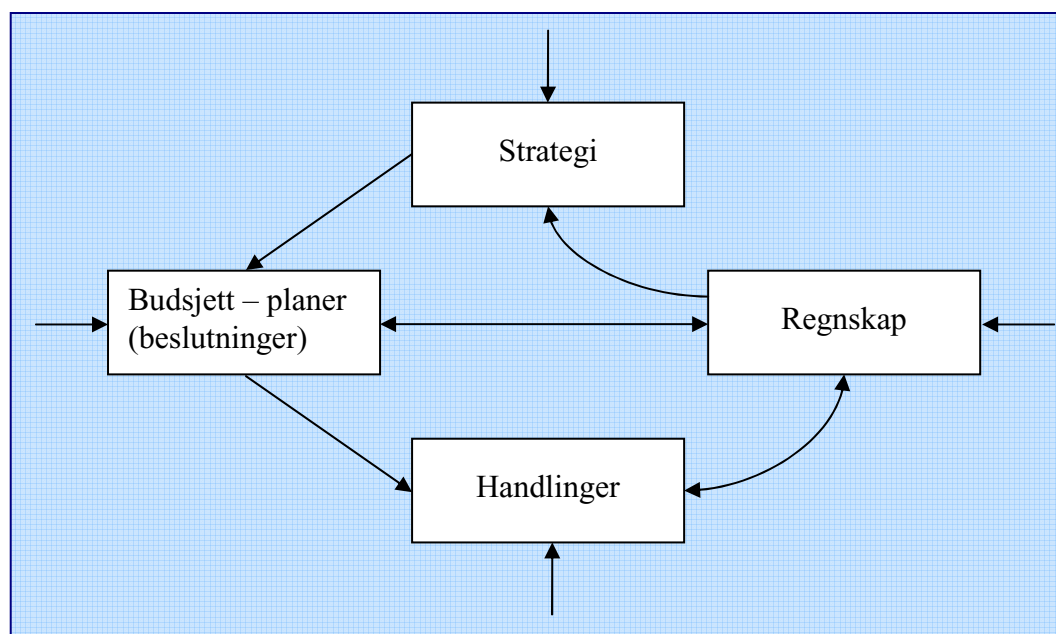 Strategi
Budsjett – planer
(beslutninger)
Regnskap
Handlinger